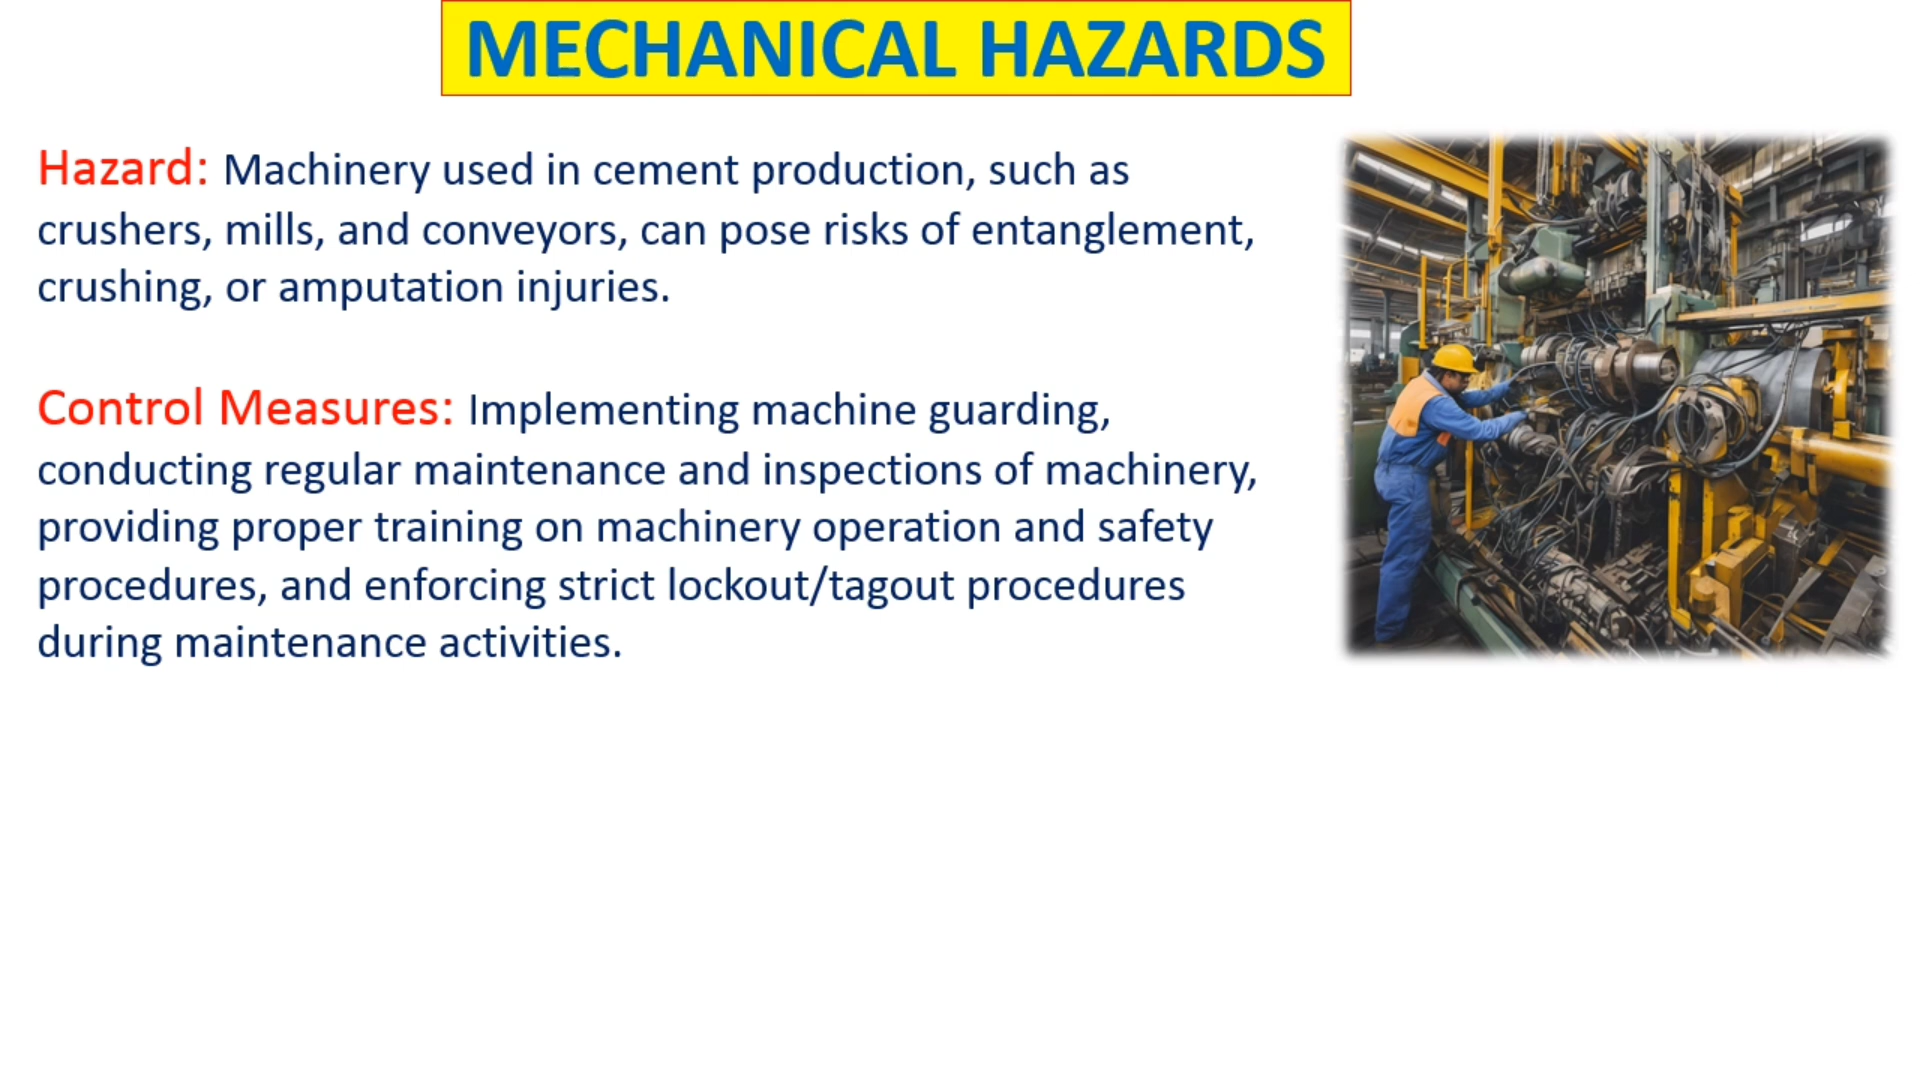 MECHANICAL HAZARDS
Hazard: Machinery used in cement production, such as
crushers, mills, and conveyors, can pose risks of entanglement,
crushing, or amputation injuries.
Control Measures: Implementing machine guarding,
conducting regular maintenance and inspections of machinery,
providing proper training on machinery operation and safety
procedures, and enforcing strict lockout/tagout procedures
during maintenance activities.